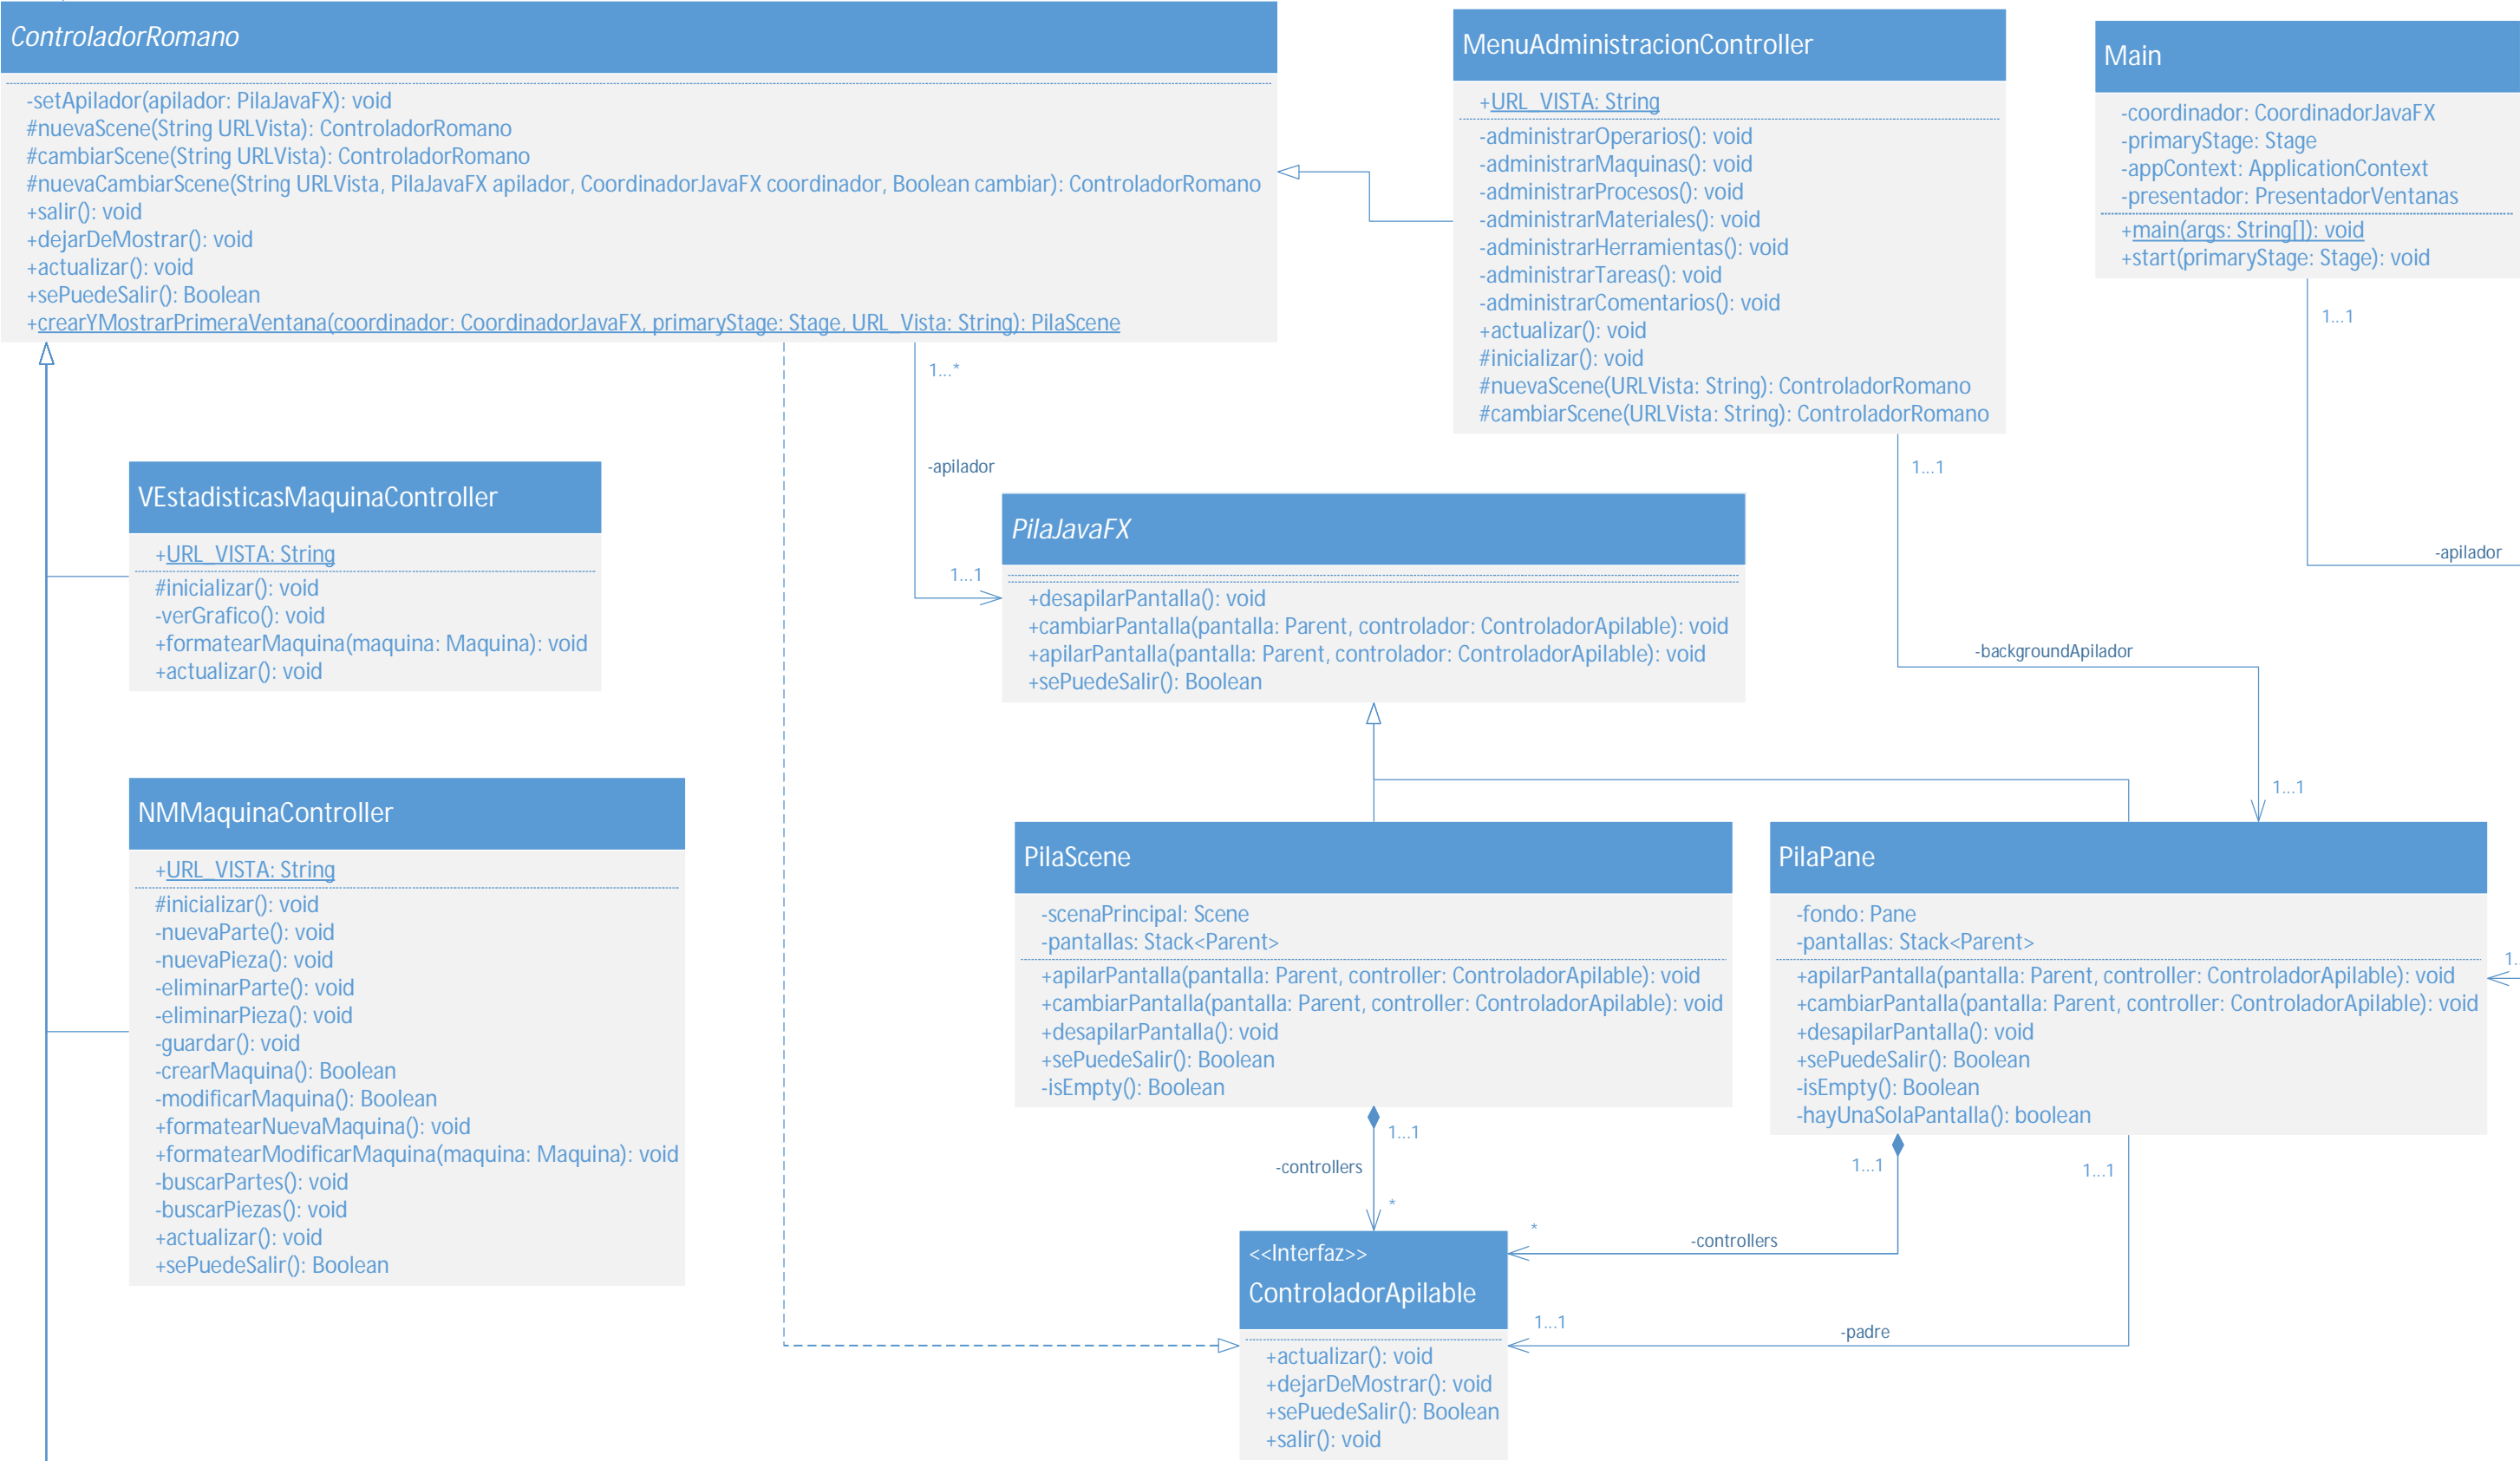 ControladorRomano
-setApilador(apilador: PilaJavaFX): void
#nuevaScene(String URLVista): ControladorRomano
#cambiarScene(String URLVista): ControladorRomano
#nuevaCambiarScene(String URLVista, PilaJavaFX apilador, CoordinadorJavaFX coordinador, Boolean cambiar): ControladorRomano
+salir(): void
+dejarDeMostrar(): void
+actualizar(): void
+sePuedeSalir(): Boolean
+crearYMostrarPrimeraVentana(coordinador: CoordinadorJavaFX, primaryStage: Stage, URL_Vista: String): PilaScene
MenuAdministracionController
+URL_VISTA: String
-administrarOperarios(): void
-administrarMaquinas(): void
-administrarProcesos(): void
-administrarMateriales(): void
-administrarHerramientas(): void
-administrarTareas(): void
-administrarComentarios(): void
+actualizar(): void
#inicializar(): void
#nuevaScene(URLVista: String): ControladorRomano
#cambiarScene(URLVista: String): ControladorRomano
Main
-coordinador: CoordinadorJavaFX
-primaryStage: Stage
-appContext: ApplicationContext
-presentador: PresentadorVentanas
+main(args: String[]): void
+start(primaryStage: Stage): void
1...1
-apilador
1...*
-apilador
1...1
1...1
-backgroundApilador
1...1
VEstadisticasMaquinaController
+URL_VISTA: String
#inicializar(): void
-verGrafico(): void
+formatearMaquina(maquina: Maquina): void
+actualizar(): void
PilaJavaFX
+desapilarPantalla(): void
+cambiarPantalla(pantalla: Parent, controlador: ControladorApilable): void
+apilarPantalla(pantalla: Parent, controlador: ControladorApilable): void
+sePuedeSalir(): Boolean
NMMaquinaController
+URL_VISTA: String
#inicializar(): void
-nuevaParte(): void
-nuevaPieza(): void
-eliminarParte(): void
-eliminarPieza(): void
-guardar(): void
-crearMaquina(): Boolean
-modificarMaquina(): Boolean
+formatearNuevaMaquina(): void
+formatearModificarMaquina(maquina: Maquina): void
-buscarPartes(): void
-buscarPiezas(): void
+actualizar(): void
+sePuedeSalir(): Boolean
PilaScene
-scenaPrincipal: Scene
-pantallas: Stack<Parent>
+apilarPantalla(pantalla: Parent, controller: ControladorApilable): void
+cambiarPantalla(pantalla: Parent, controller: ControladorApilable): void
+desapilarPantalla(): void
+sePuedeSalir(): Boolean
-isEmpty(): Boolean
PilaPane
-fondo: Pane
-pantallas: Stack<Parent>
+apilarPantalla(pantalla: Parent, controller: ControladorApilable): void
+cambiarPantalla(pantalla: Parent, controller: ControladorApilable): void
+desapilarPantalla(): void
+sePuedeSalir(): Boolean
-isEmpty(): Boolean
-hayUnaSolaPantalla(): boolean
1...1
-controllers
*
1...1
-controllers
*
1...1
-padre
1...1
<<Interfaz>>
ControladorApilable
+actualizar(): void
+dejarDeMostrar(): void
+sePuedeSalir(): Boolean
+salir(): void